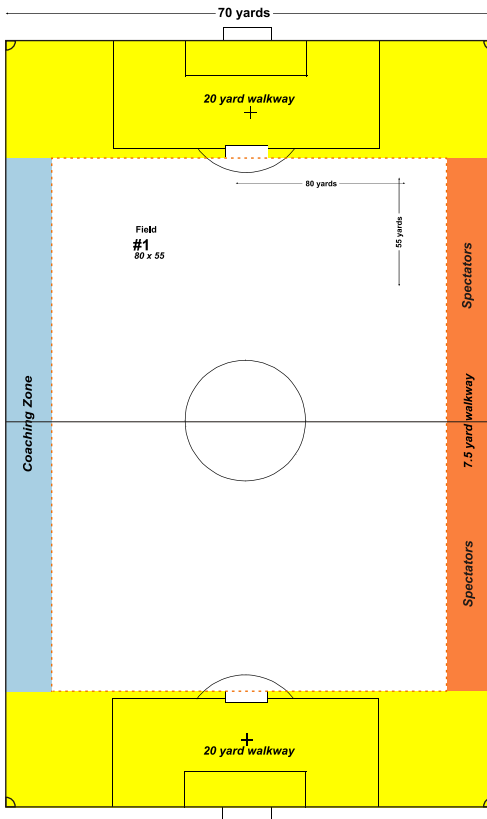 70 yards
20 yard walkway
80 yards
55 yards
Field
#1
80 x 55
Spectators
Coaching Zone
7.5 yard walkway
Spectators
20 yard walkway